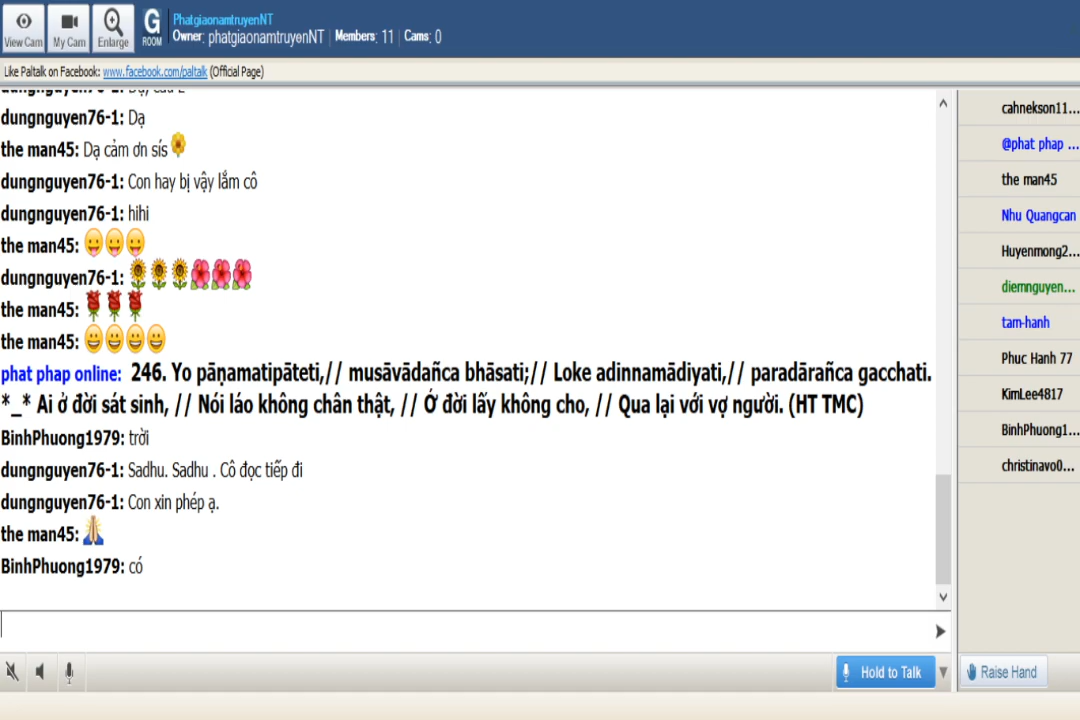 View Cam
My Cam
Enlarge
G
ROOM
PhatgiaonamtruyenNT
Owner: phatgiaonamtruyenNT Members: 11 Cams: 0
Like Paltalk on Facebook: www.facebook.com/paltalk (Official Page)
dungnguyen76-1: Dạ
the man45: Dạ cảm ơn sís
dungnguyen76-1: Con hay bị vậy lắm cô
dungnguyen76-1: hihi
the man45:
dungnguyen76-1:
the man45:
the man45:
phat phap online: 246. Yo pāṇamatipāteti,// musāvādañca bhāsati;// Loke adinnamādiyati,// paradārañca gacchati.
*_* Ai ở đời sát sinh, // Nói láo không chân thật, // Ở đời lấy không cho, // Qua lại với vợ người. (HT TMC)
BinhPhuong1979: trời
dungnguyen76-1: Sadhu. Sadhu . Cô đọc tiếp đi
dungnguyen76-1: Con xin phép ạ.
the man45:
BinhPhuong1979: có
cahnekson11...
@phat phap ...
the man45
Nhu Quangcan
Huyenmong2...
diemnguyen...
tam-hanh
Phuc Hanh 77
KimLee4817
BinhPhuong1...
christinavo0...
Hold to Talk
Raise Hand